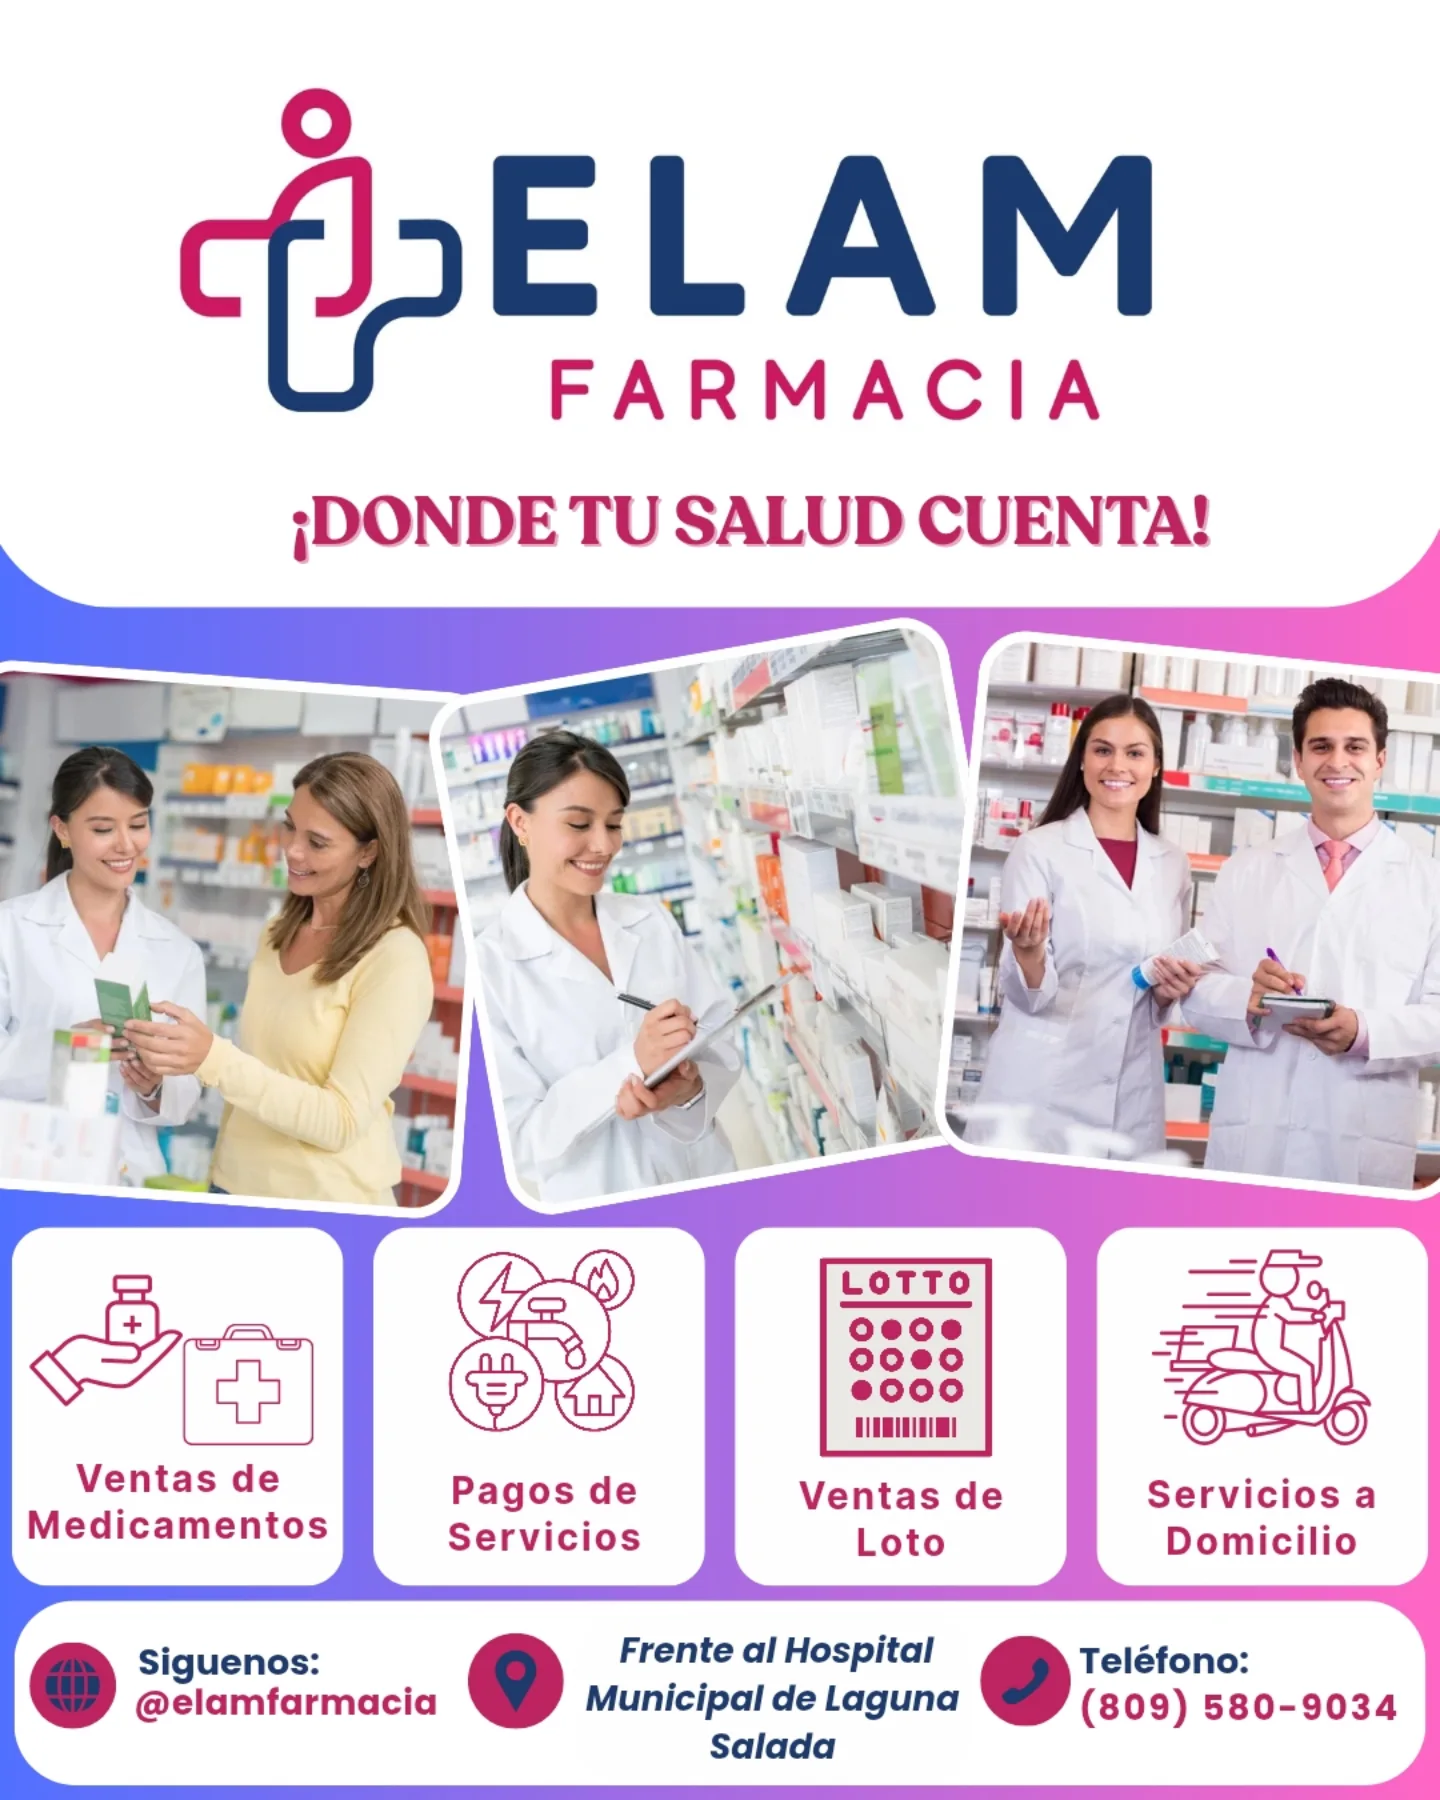 ELAM
FARMACIA
¡DONDE TU SALUD CUENTA!
Ventas de
Medicamentos
Pagos de
Servicios
LOTTO
Ventas de
Loto
Servicios a
Domicilio
Siguenos:
@elamfarmacia
Frente al Hospital
Municipal de Laguna
Salada
Teléfono:
(809) 580-9034